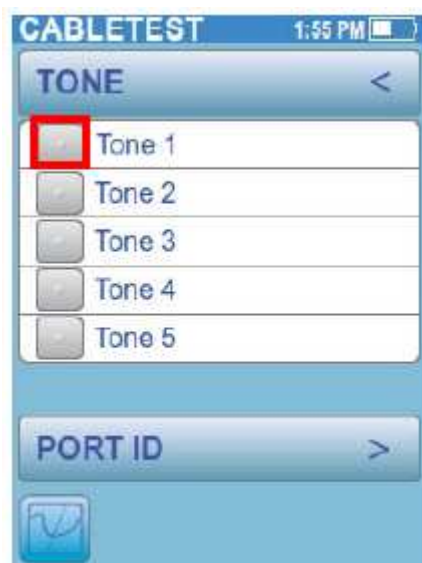 CABLETEST 1:55 PM
TONE <
Tone 1
Tone 2
Tone 3
Tone 4
Tone 5
PORT ID >